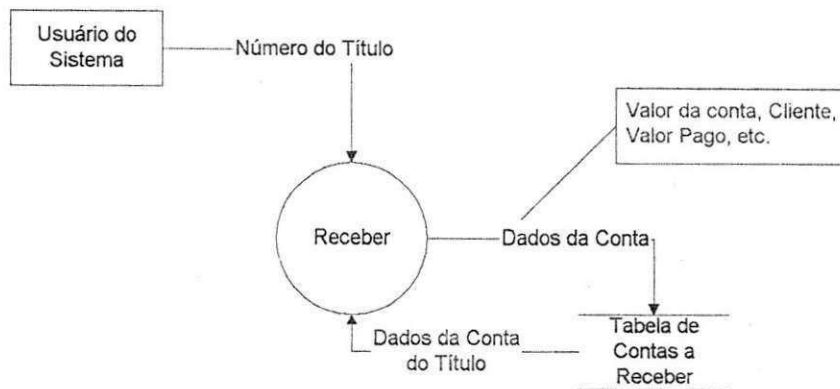 Usuário do
Sistema
Número do Título
Valor da conta, Cliente,
Valor Pago, etc.
Receber
Dados da Conta
Dados da Conta
do Título
Tabela de
Contas a
Receber